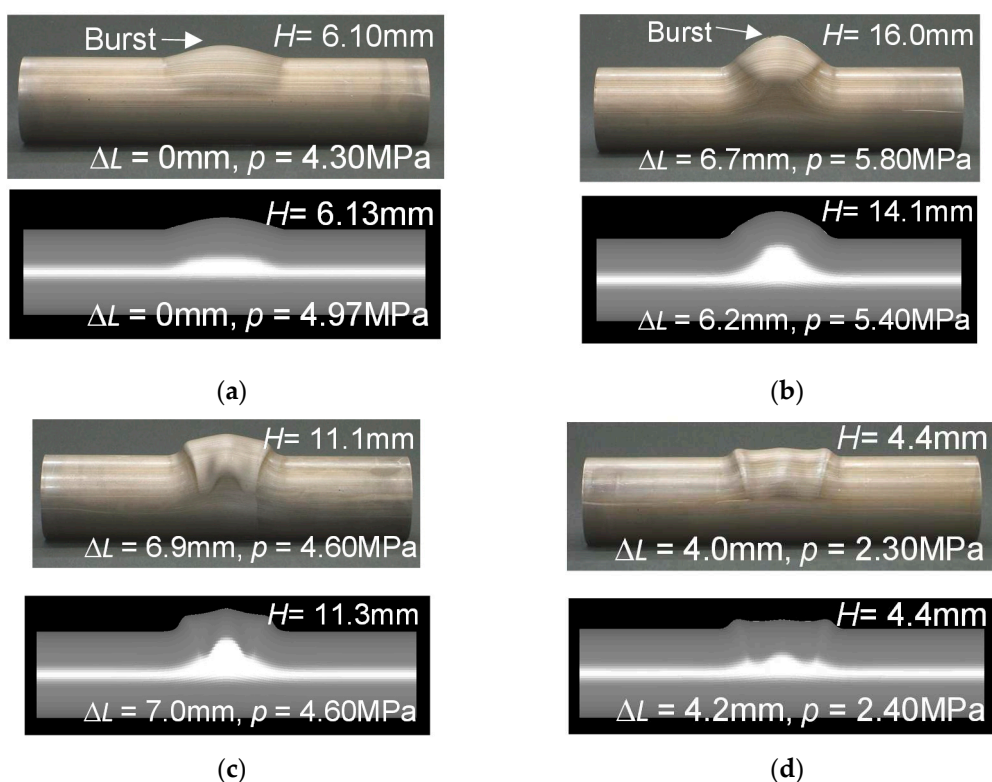 Burst
H= 6.10mm
ΔL = 0mm, p = 4.30MPa
H= 6.13mm
ΔL = 0mm, p = 4.97MPa
(a)
Burst
H= 16.0mm
ΔL = 6.7mm, p = 5.80MPa
H= 14.1mm
ΔL = 6.2mm, p = 5.40MPa
(b)
H= 11.1mm
ΔL = 6.9mm, p = 4.60MPa
H= 11.3mm
ΔL = 7.0mm, p = 4.60MPa
(c)
H= 4.4mm
ΔL = 4.0mm, p = 2.30MPa
H= 4.4mm
ΔL = 4.2mm, p = 2.40MPa
(d)